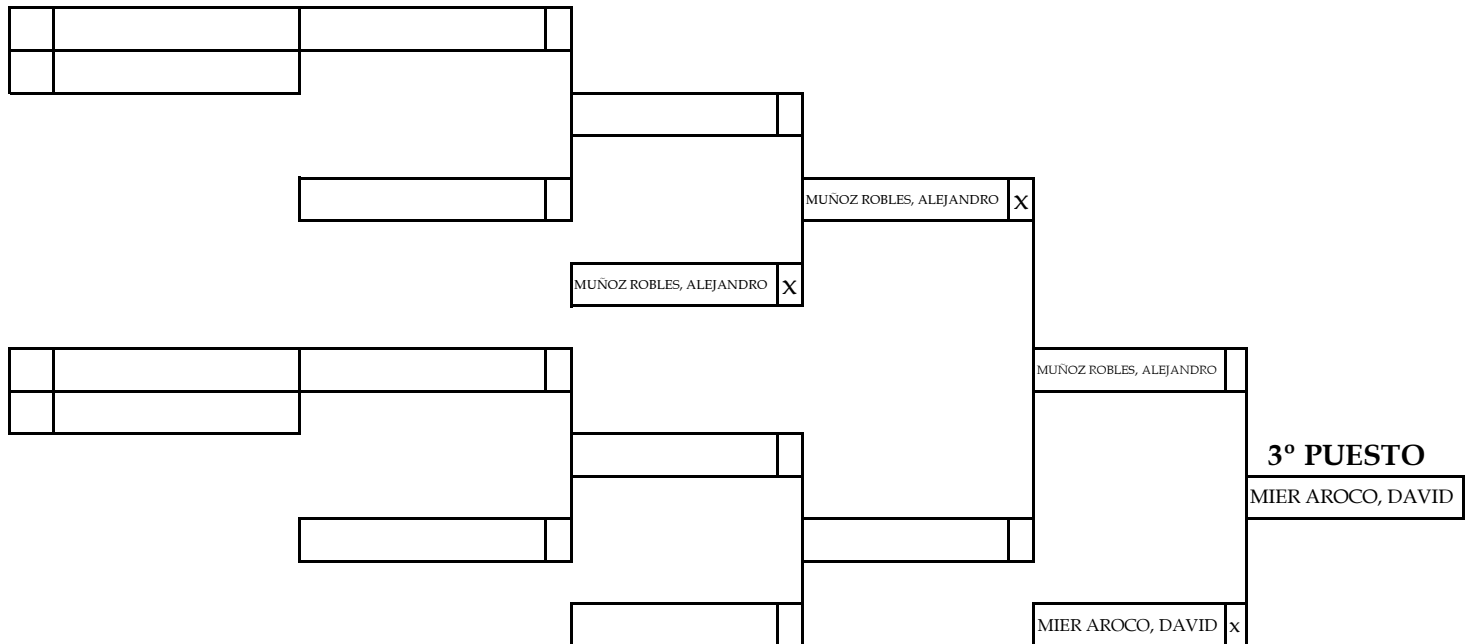 MUÑOZ ROBLES, ALEJANDRO X
MUÑOZ ROBLES, ALEJANDRO X
MUÑOZ ROBLES, ALEJANDRO
3º PUESTO
MIER AROCO, DAVID
MIER AROCO, DAVID x